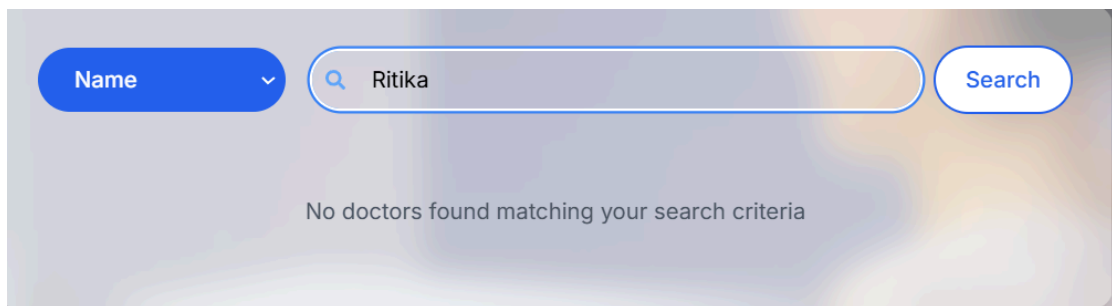 Name Ritika Search
No doctors found matching your search criteria